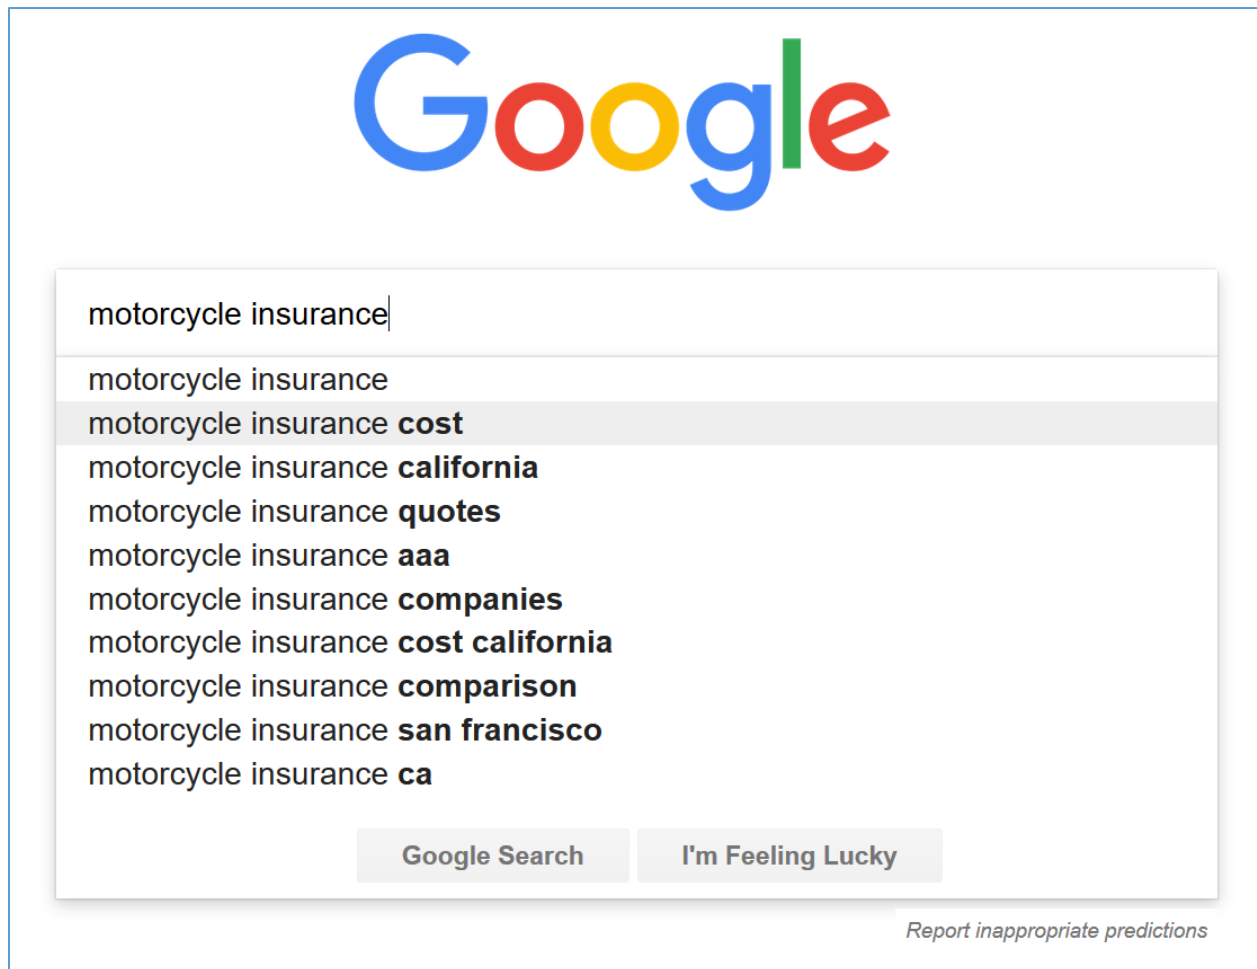 Google
motorcycle insurance
motorcycle insurance
motorcycle insurance cost
motorcycle insurance california
motorcycle insurance quotes
motorcycle insurance aaa
motorcycle insurance companies
motorcycle insurance cost california
motorcycle insurance comparison
motorcycle insurance san francisco
motorcycle insurance ca
Google Search I'm Feeling Lucky
Report inappropriate predictions